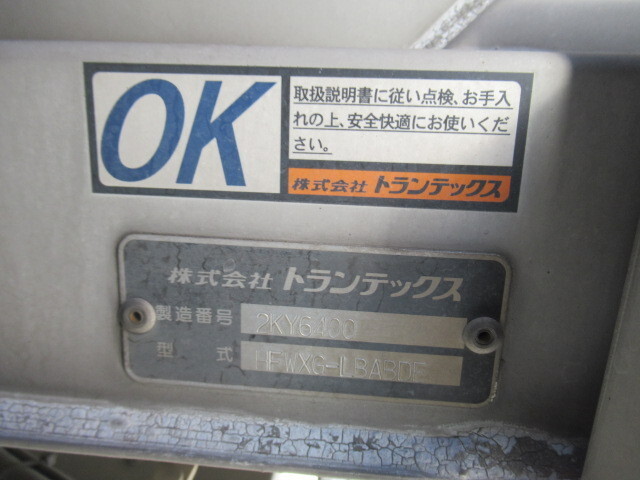 OK
取扱説明書に従い点検、お手入
れの上、安全快適にお使いくだ
さい。
株式会社 トランテックス
株式会社 トランテックス
製造番号 2KY6100
型式 HFWXG-LBABDE